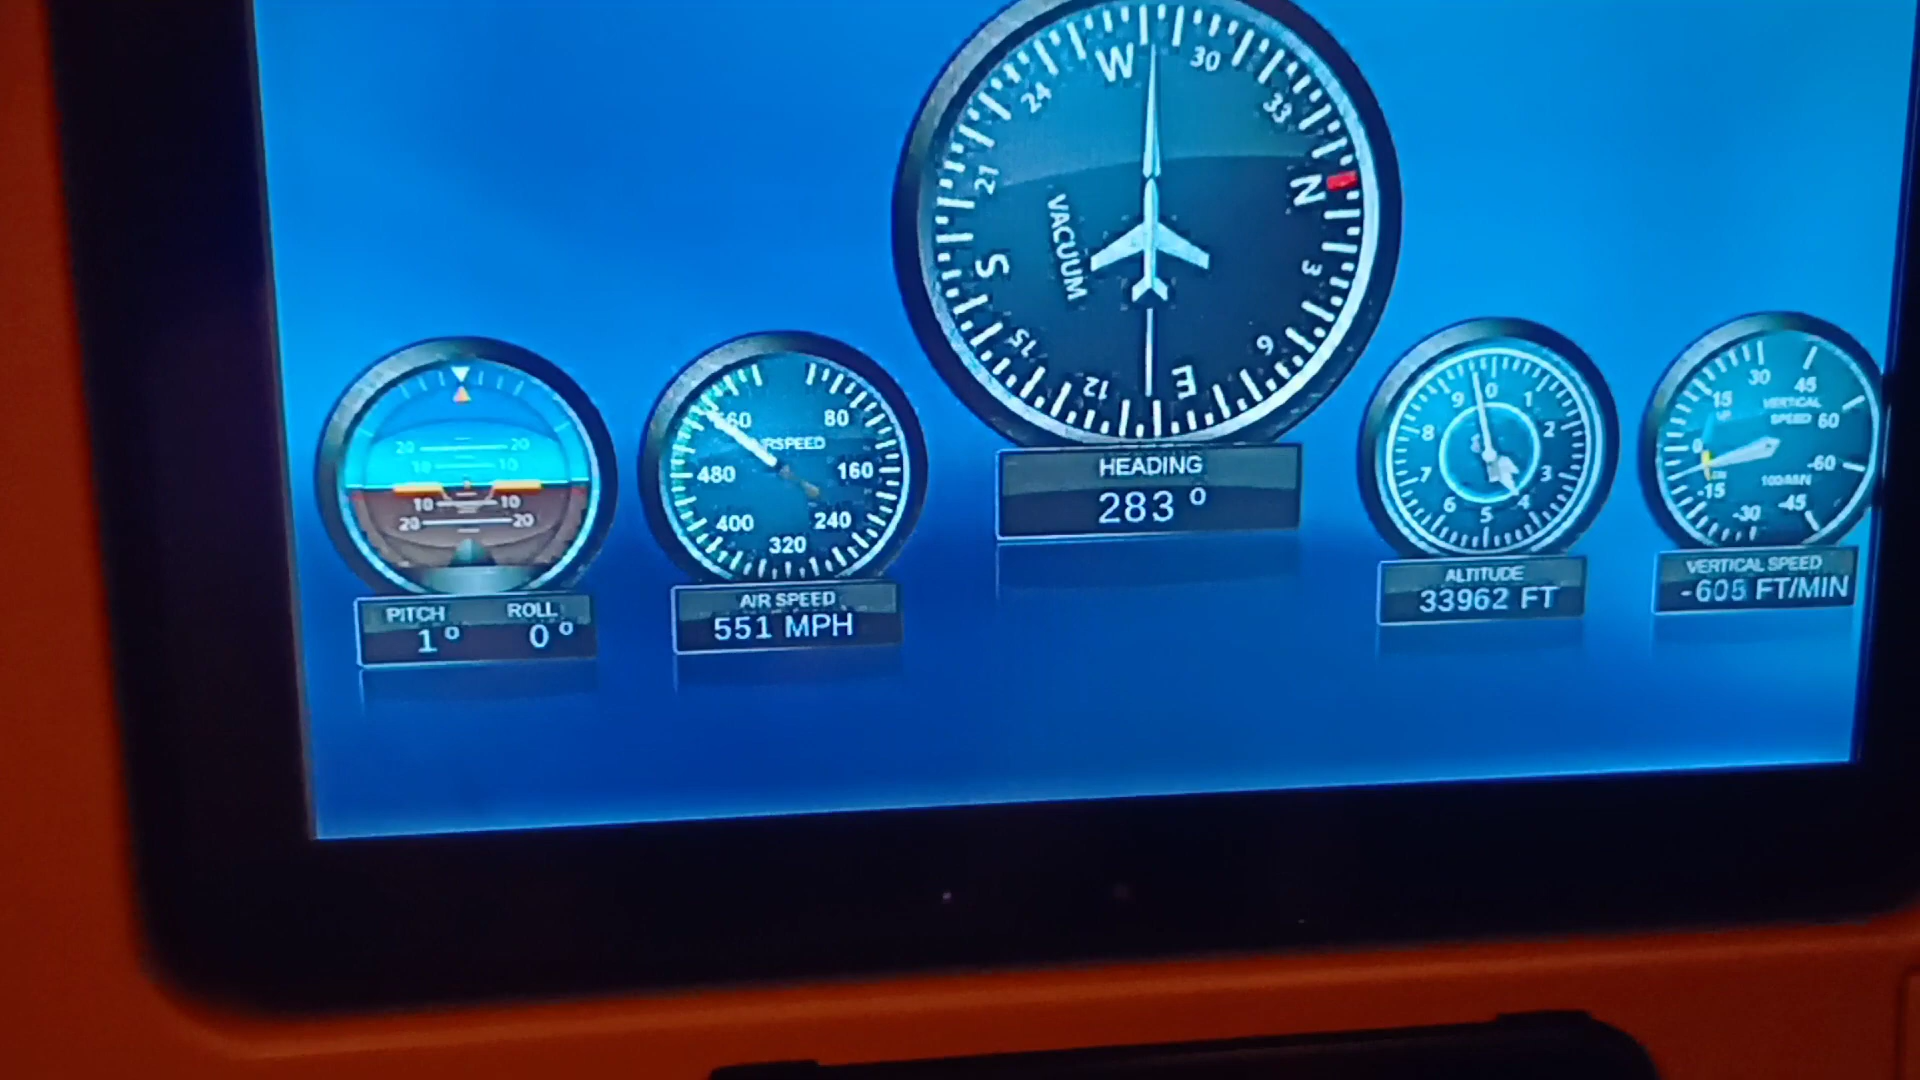 W
30
24
33
21
N
VACUUM
S
3
15
6
12
E
HEADING
283 º
20 20
10 10
10 10
20 20
PITCH ROLL
1 º 0 º
560 80
AIRSPEED
480 160
400 240
320
AIR SPEED
551 MPH
0
9 1
8 2
7 3
6 4
5
ALTITUDE
33962 FT
30 45
15
UP
VERTICAL
SPEED 60
0
-60
-15
-30 -45
VERTICAL SPEED
-605 FT/MIN